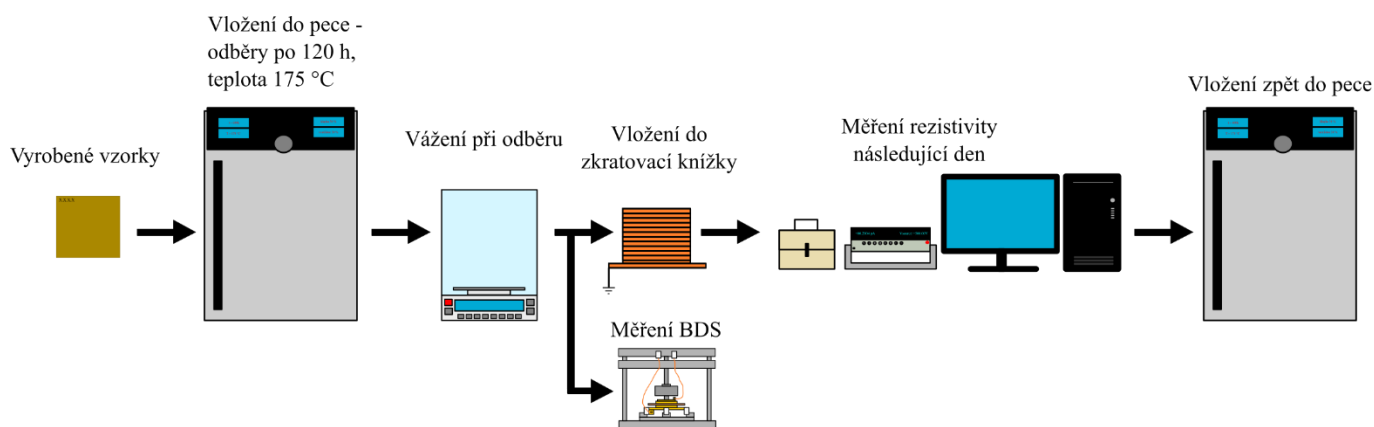 Vyrobené vzorky
Vložení do pece -
odběry po 120 h,
teplota 175 °C
Vážení při odběru
Vložení do
zkratovací knížky
Měření BDS
Měření rezistivity
následující den
Vložení zpět do pece